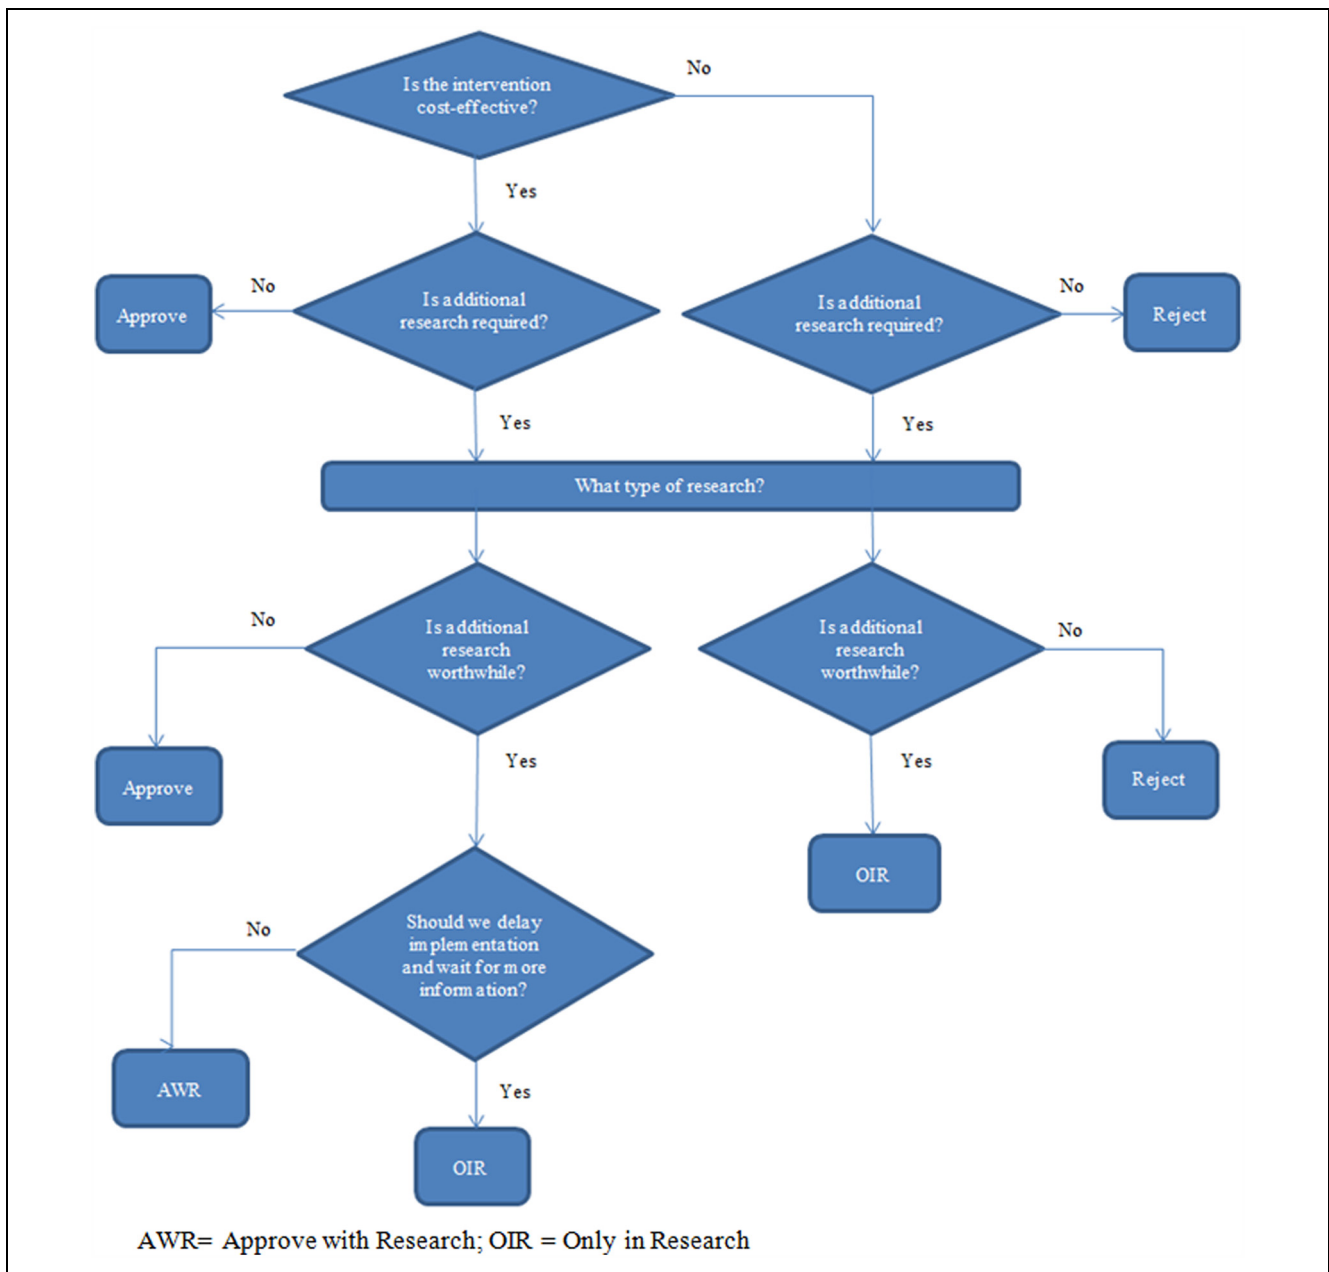 Is the intervention
cost-effective?
No
Yes
Approve
No
Is additional
research required?
Is additional
research required?
No
Reject
Yes
Yes
What type of research?
No
Is additional
research
worthwhile?
Is additional
research
worthwhile?
No
Approve
Yes
Yes
Reject
OIR
No
Should we delay
implementation
and wait for more
information?
AWR
Yes
OIR
AWR= Approve with Research; OIR = Only in Research